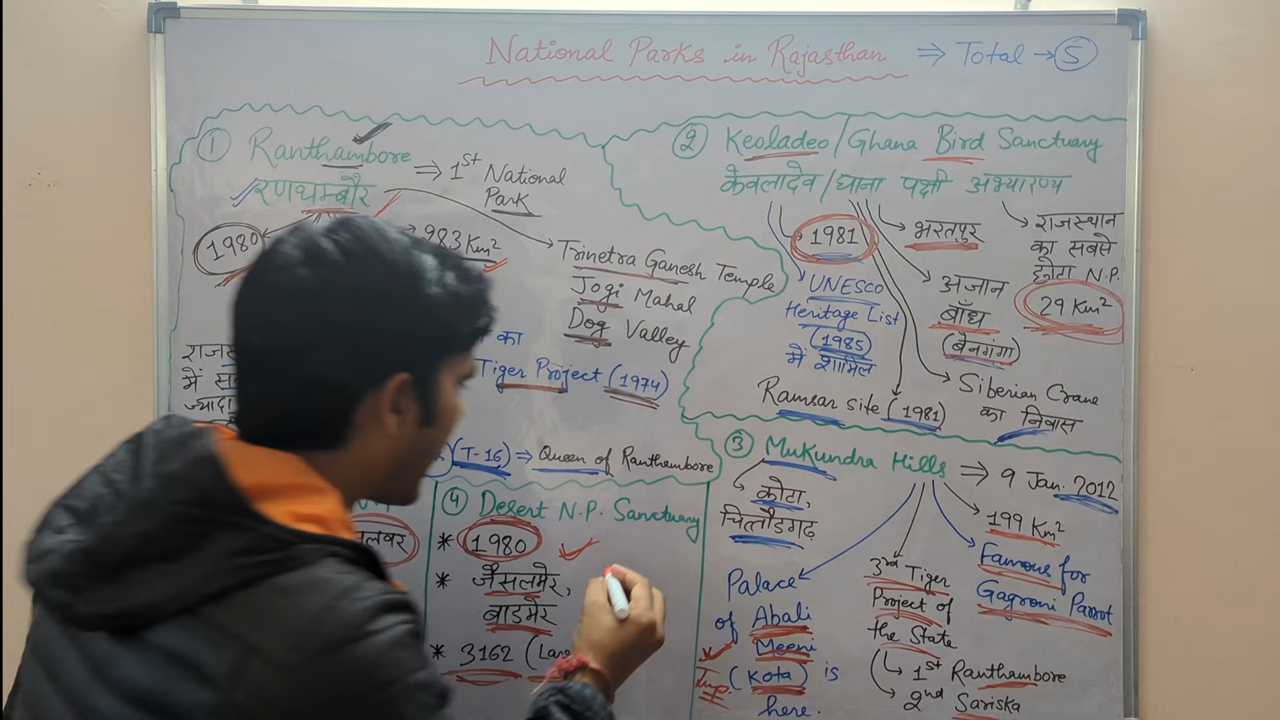 National Parks in Rajasthan ⇒ Total → 5
① Ranthambore ⇒ 1st National Park
रणथम्बौर
1980
983 Km²
Trinetra Ganesh Temple
Jogi Mahal
Dog Valley
का
Tiger Project (1974)
में
ज्यादा
(T-16) ⇒ Queen of Ranthambore
② Keoladeo/Ghana Bird Sanctuary
केवलादेव/घाना पक्षी अभ्यारण्य
1981
UNESCO
Heritage List
(1985)
में शामिल
Ramsar site (1981)
भरतपुर
अजान
बाँध
(बैनगंगा)
Siberian Crane
का निवास
राजस्थान
का सबसे
छोटा N.P.
29 Km²
③ Mukundra Hills ⇒ 9 Jan. 2012
कोटा,
चित्तौडगढ़
199 Km²
Famous for
Gagroni Parrot
3rd Tiger
Project of
the State
1st Ranthambore
2nd Sariska
Palace
of Abali
Meeni
Imp. (Kota) is
here.
④ Desert N.P. Sanctuary
* 1980
* जैसलमेर,
बाडमेर
* 3162